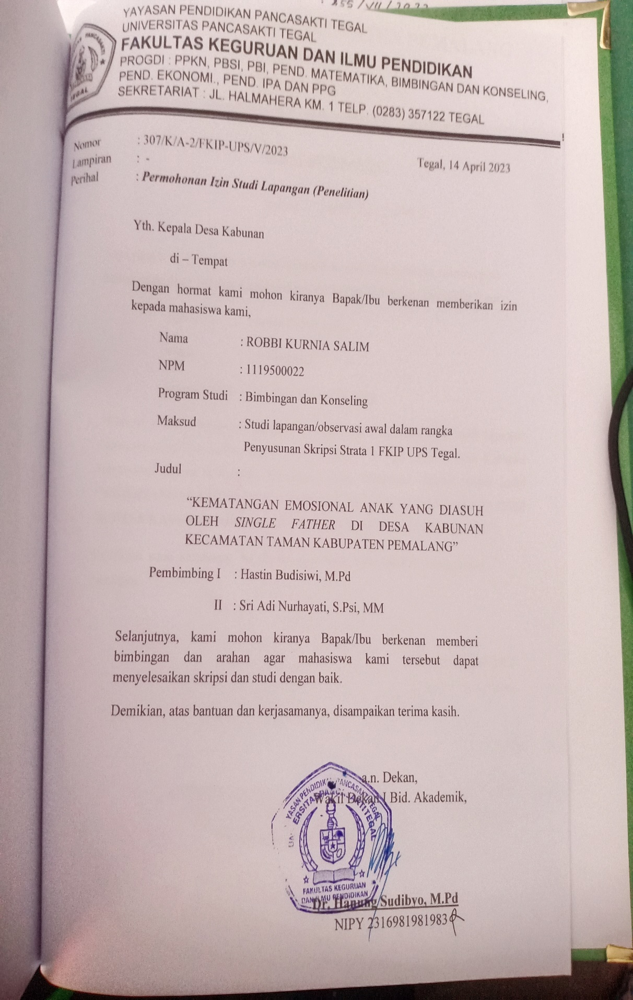 YAYASAN PENDIDIKAN PANCASAKTI TEGAL
UNIVERSITAS PANCASAKTI TEGAL
FAKULTAS KEGURUAN DAN ILMU PENDIDIKAN
PROGDI : PPKN, PBSI, PBI, PEND. MATEMATIKA, BIMBINGAN DAN KONSELING,
PEND. EKONOMI., PEND. IPA DAN PPG
SEKRETARIAT : JL. HALMAHERA KM. 1 TELP. (0283) 357122 TEGAL
Nomor : 307/K/A-2/FKIP-UPS/V/2023
Tegal, 14 April 2023
Lampiran : -
Perihal : Permohonan Izin Studi Lapangan (Penelitian)
Yth. Kepala Desa Kabunan
di – Tempat
Dengan hormat kami mohon kiranya Bapak/Ibu berkenan memberikan izin
kepada mahasiswa kami,
Nama : ROBBI KURNIA SALIM
NPM : 1119500022
Program Studi : Bimbingan dan Konseling
Maksud : Studi lapangan/observasi awal dalam rangka
Penyusunan Skripsi Strata 1 FKIP UPS Tegal.
Judul :
“KEMATANGAN EMOSIONAL ANAK YANG DIASUH
OLEH SINGLE FATHER DI DESA KABUNAN
KECAMATAN TAMAN KABUPATEN PEMALANG”
Pembimbing I : Hastin Budisiwi, M.Pd
II : Sri Adi Nurhayati, S.Psi, MM
Selanjutnya, kami mohon kiranya Bapak/Ibu berkenan memberi
bimbingan dan arahan agar mahasiswa kami tersebut dapat
menyelesaikan skripsi dan studi dengan baik.
Demikian, atas bantuan dan kerjasamanya, disampaikan terima kasih.
a.n. Dekan,
Wakil Dekan I Bid. Akademik,
YASAN PENDIDIK PANCASAKTI TEGAL
FAKULTAS KEGURUAN
DAN ILMU PENDIDIKAN
Dr. Hanung Sudibyo, M.Pd
NIPY 2316981981983